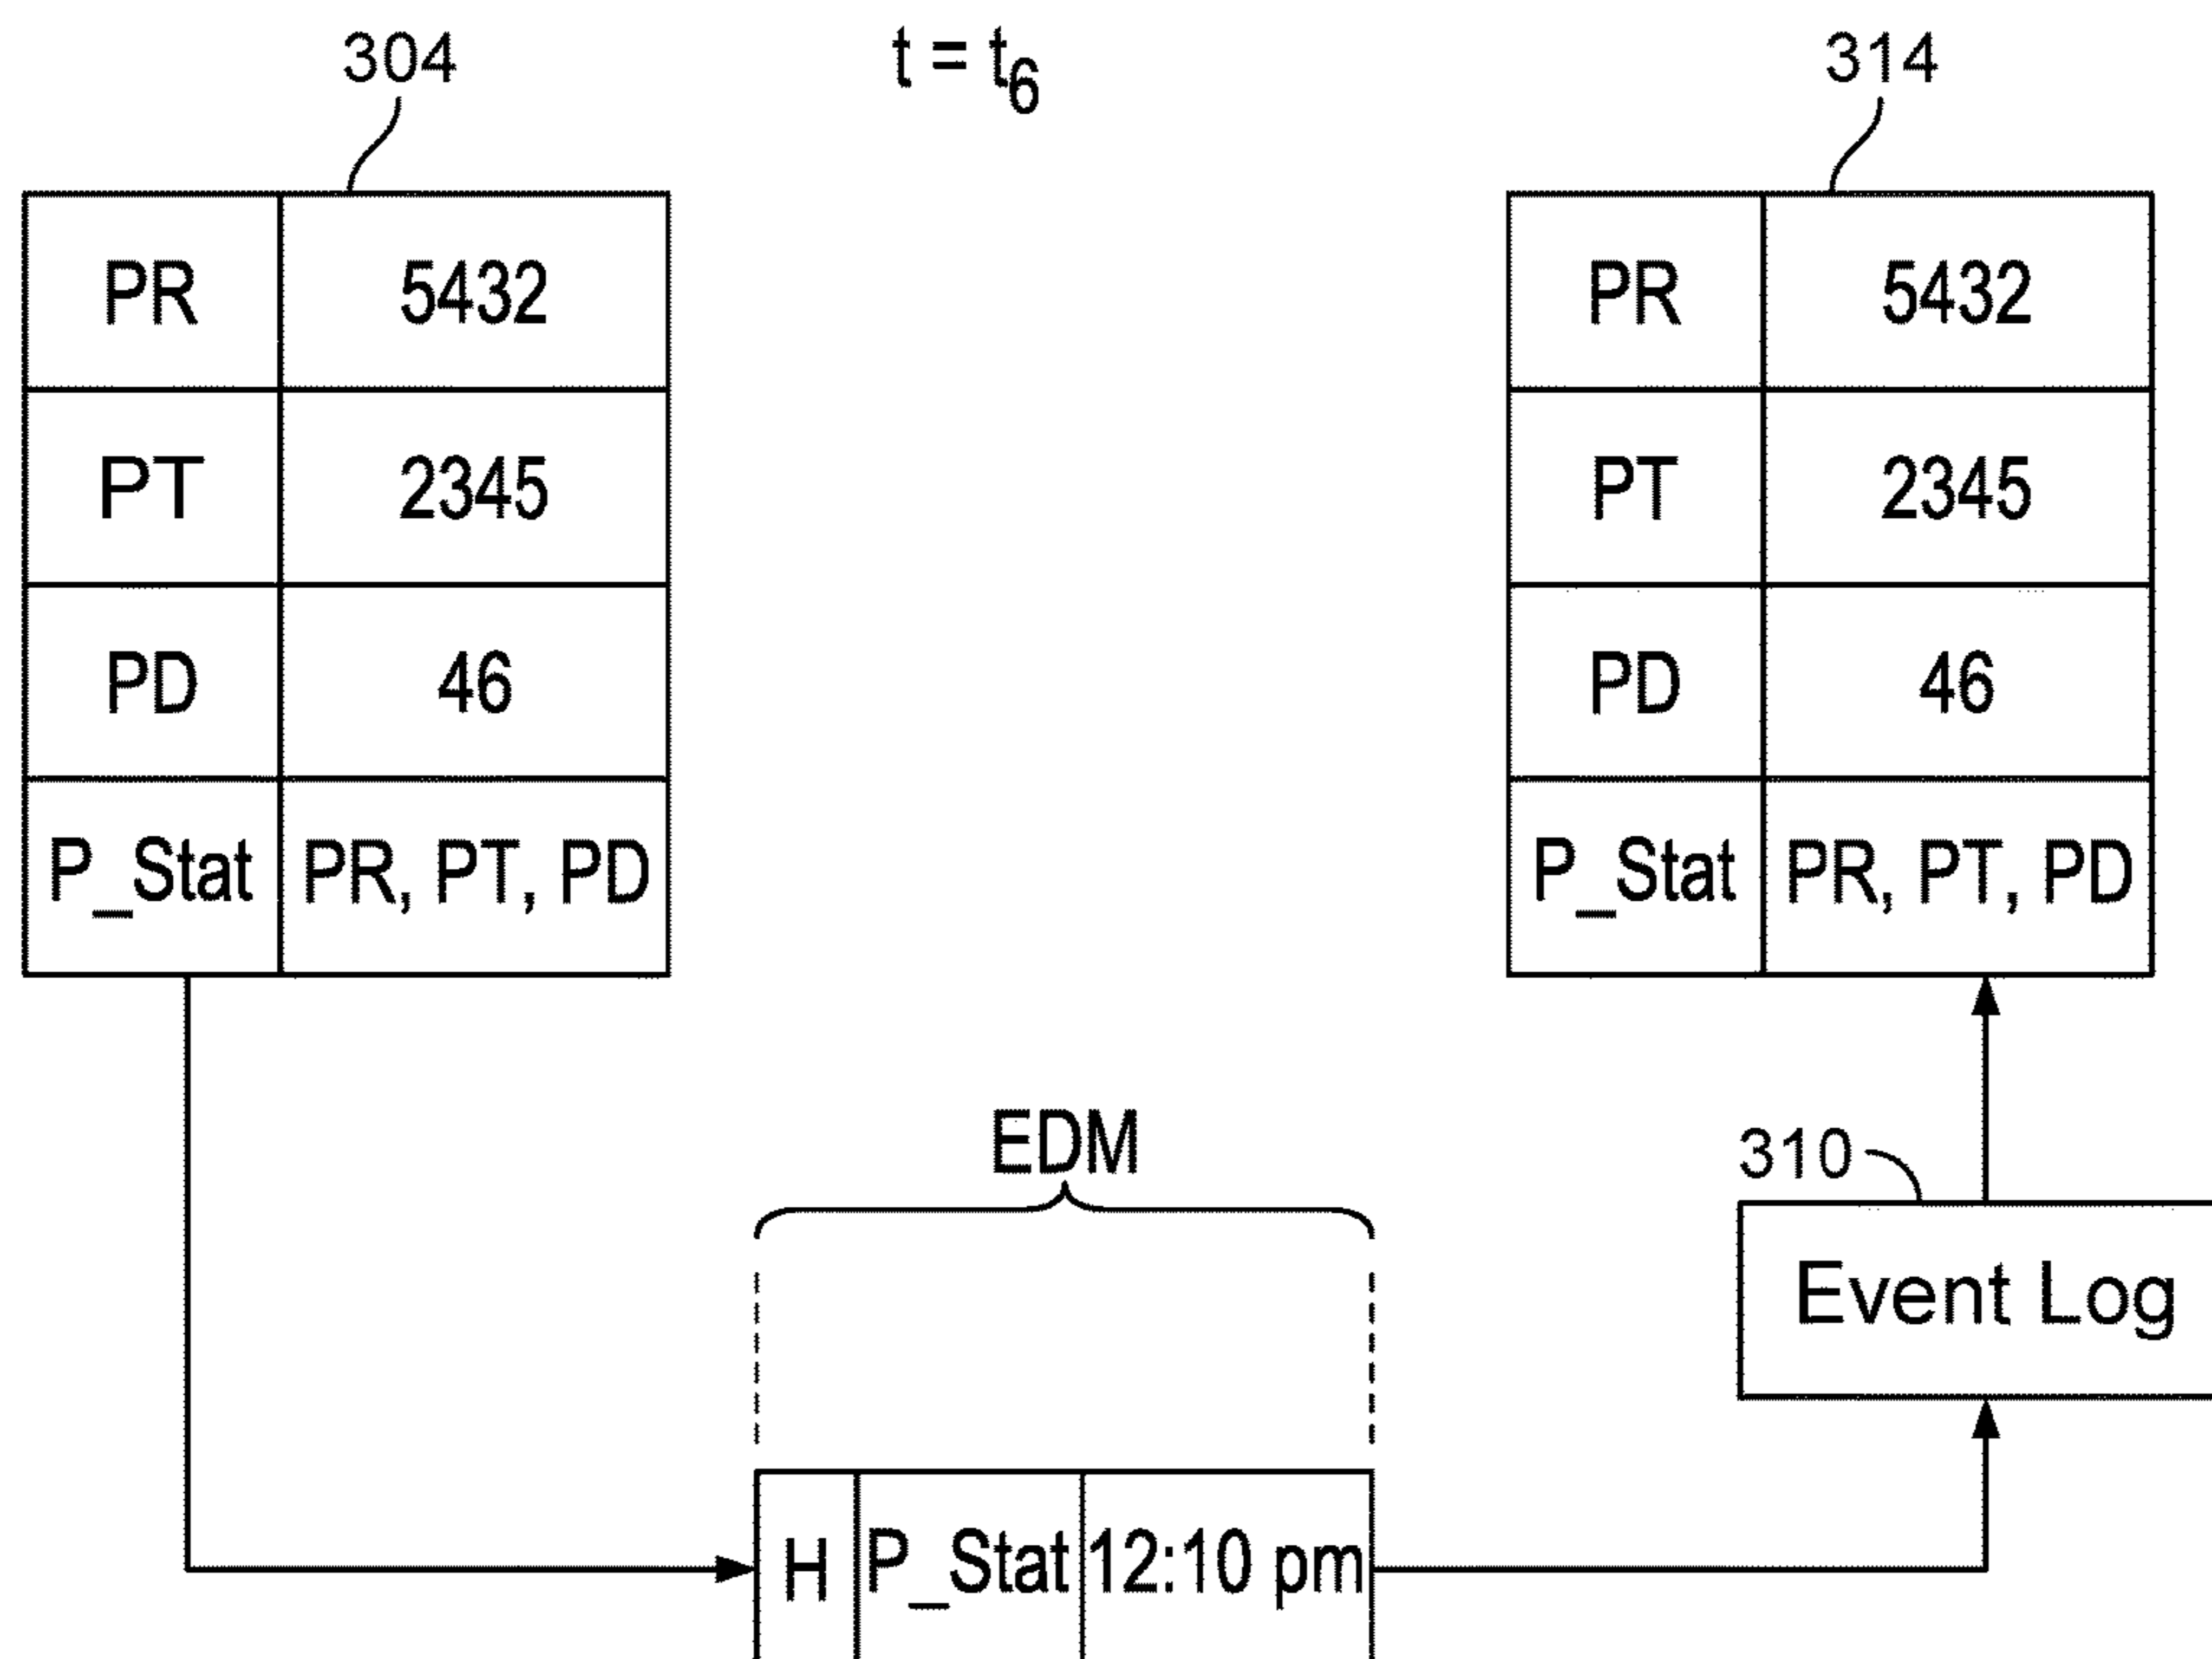 304
t = t6
314
PR 5432
PT 2345
PD 46
P_Stat PR, PT, PD
PR 5432
PT 2345
PD 46
P_Stat PR, PT, PD
EDM
310
Event Log
H P_Stat 12:10 pm